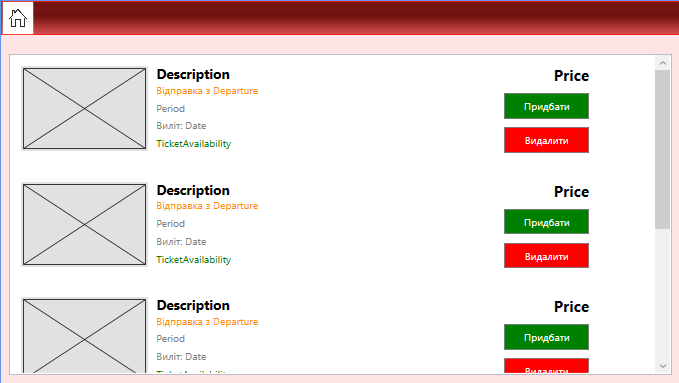 Description
Відправка з Departure
Period
Виліт: Date
TicketAvailability
Price
Придбати
Видалити
Description
Відправка з Departure
Period
Виліт: Date
TicketAvailability
Price
Придбати
Видалити
Description
Відправка з Departure
Period
Виліт: Date
Price
Придбати
Видалити